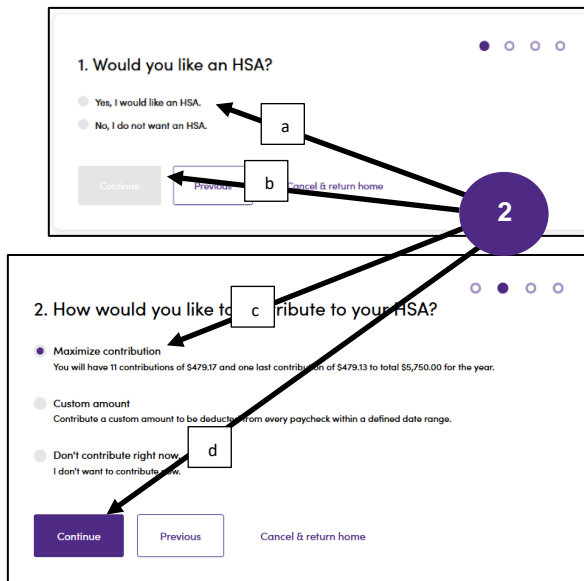 1. Would you like an HSA?
Yes, I would like an HSA.
No, I do not want an HSA.
a
Continue
Previous
b
Cancel & return home
2
2. How would you like to
c
ribute to your HSA?
Maximize contribution
You will have 11 contributions of $479.17 and one last contribution of $479.13 to total $5,750.00 for the year.
Custom amount
Contribute a custom amount to be deducted from every paycheck within a defined date range.
Don't contribute right now.
I don't want to contribute now.
d
Continue
Previous
Cancel & return home